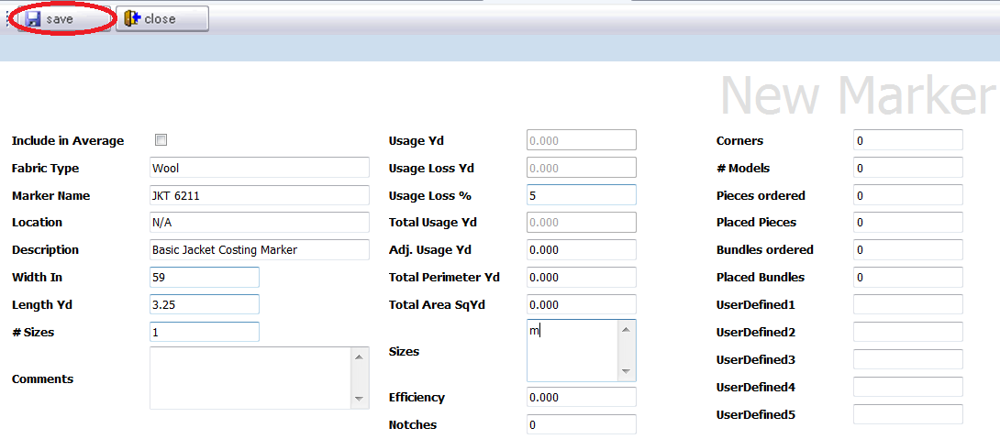 save close
New Marker
Include in Average Usage Yd 0.000 Corners 0
Fabric Type Wool Usage Loss Yd 0.000 # Models 0
Marker Name JKT 6211 Usage Loss % 5 Pieces ordered 0
Location N/A Total Usage Yd 0.000 Placed Pieces 0
Description Basic Jacket Costing Marker Adj. Usage Yd 0.000 Bundles ordered 0
Width In 59 Total Perimeter Yd 0.000 Placed Bundles 0
Length Yd 3.25 Total Area SqYd 0.000 UserDefined1
# Sizes 1 Sizes m UserDefined2
UserDefined3
Comments UserDefined4
Efficiency 0.000 UserDefined5
Notches 0